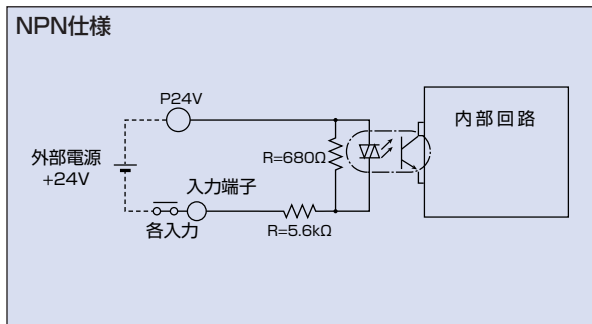 NPN仕様
P24V
内部回路
R=680Ω
外部電源
+24V
入力端子
各入力
R=5.6kΩ